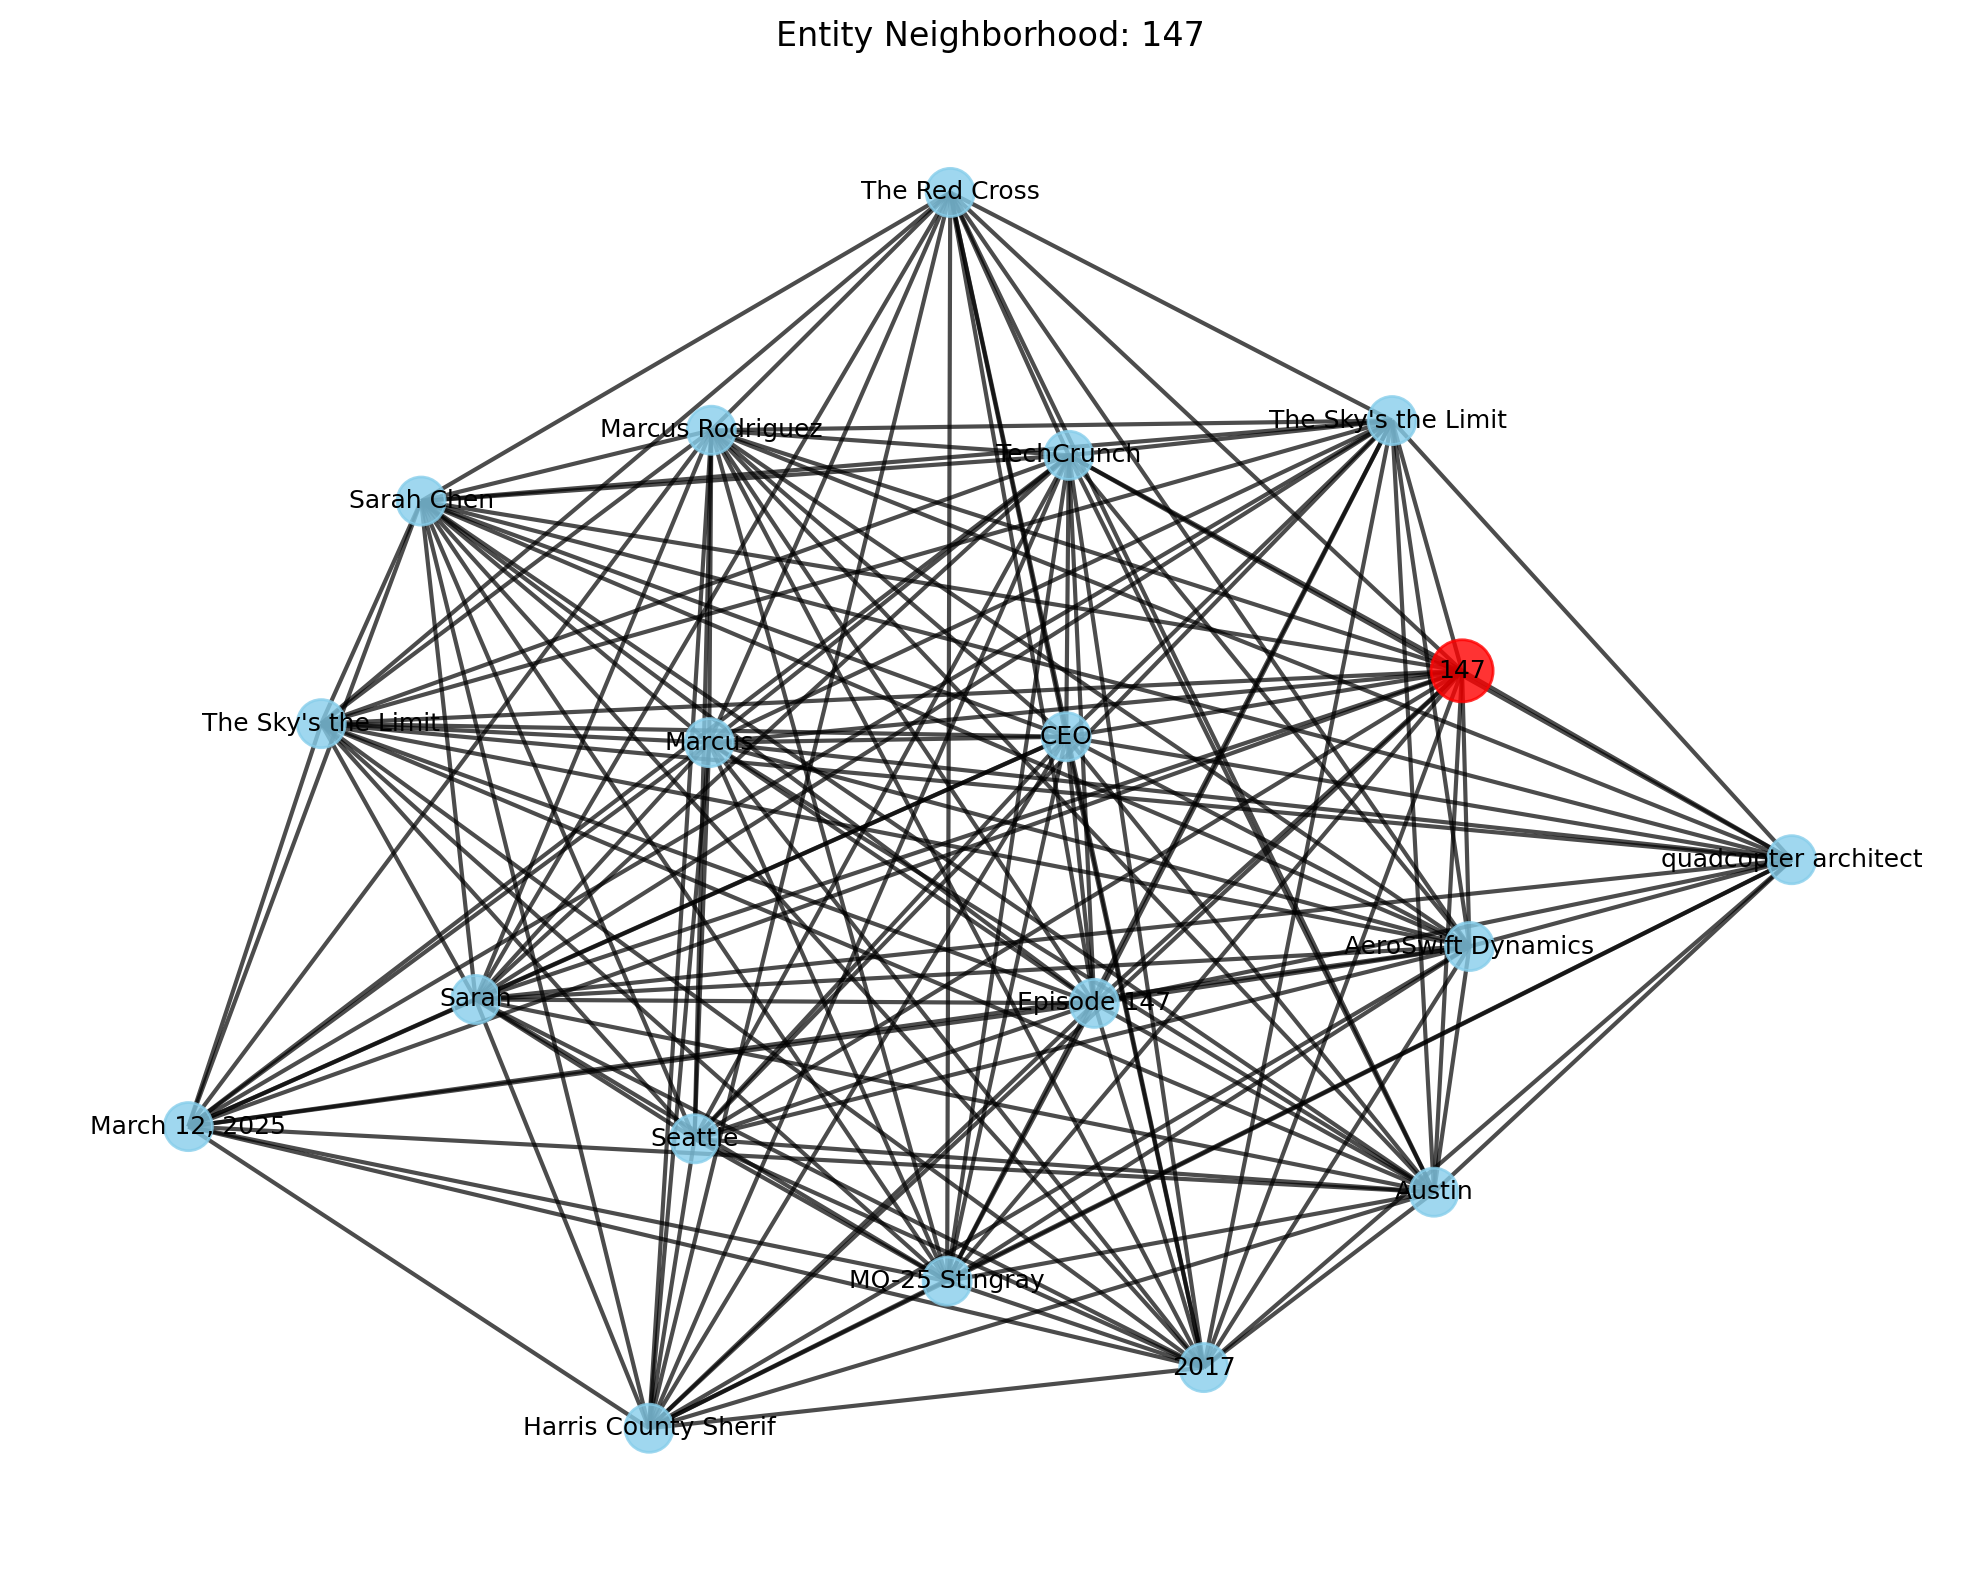 Entity Neighborhood: 147
The Red Cross
The Sky's the Limit
Marcus Rodriguez
TechCrunch
Sarah Chen
147
The Sky's the Limit
Marcus
CEO
quadcopter architect
AeroSwift Dynamics
Sarah
Episode 147
March 12, 2025
Seattle
Austin
MQ-25 Stingray
2017
Harris County Sherif